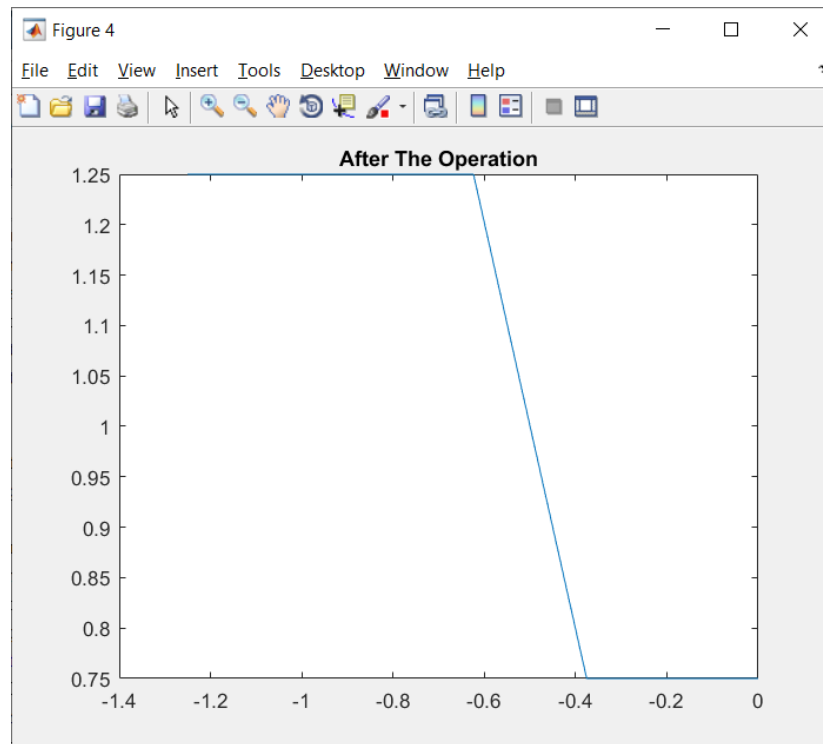 Figure 4
File Edit View Insert Tools Desktop Window Help
After The Operation
1.25
1.2
1.15
1.1
1.05
1
0.95
0.9
0.85
0.8
0.75
-1.4 -1.2 -1 -0.8 -0.6 -0.4 -0.2 0